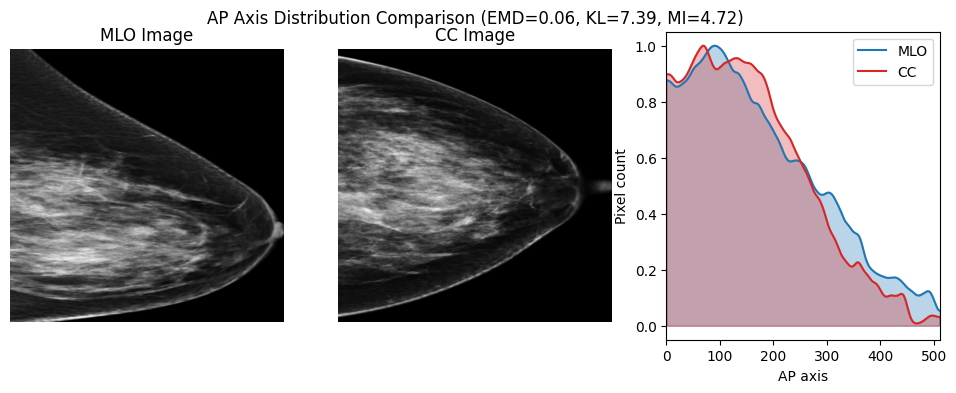 AP Axis Distribution Comparison (EMD=0.06, KL=7.39, MI=4.72)
MLO Image
CC Image
MLO
CC
Pixel count
1.0
0.8
0.6
0.4
0.2
0.0
0 100 200 300 400 500
AP axis